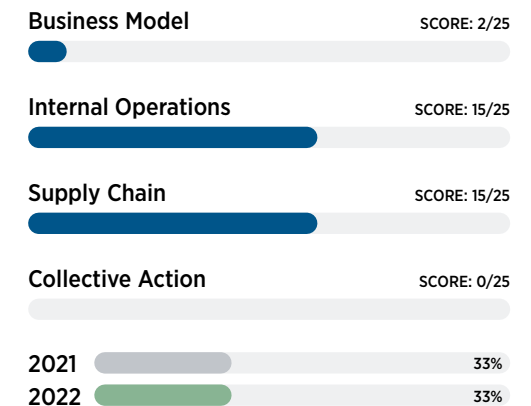 Business Model SCORE: 2/25
Internal Operations SCORE: 15/25
Supply Chain SCORE: 15/25
Collective Action SCORE: 0/25
2021 33%
2022 33%